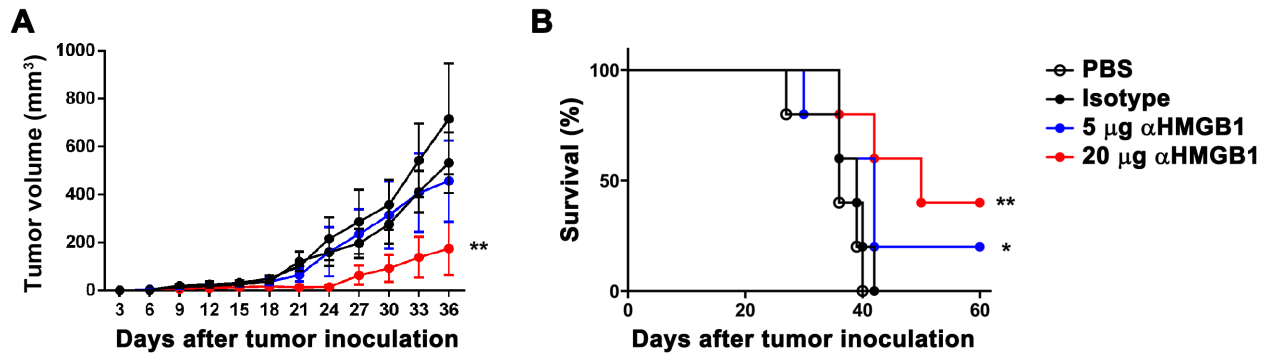 A
Tumor volume (mm³)
1000
800
600
400
200
0
3 6 9 12 15 18 21 24 27 30 33 36
Days after tumor inoculation
**
B
Survival (%)
100
50
0
0 20 40 60
Days after tumor inoculation
**
*
PBS
Isotype
5 μg αHMGB1
20 μg αHMGB1